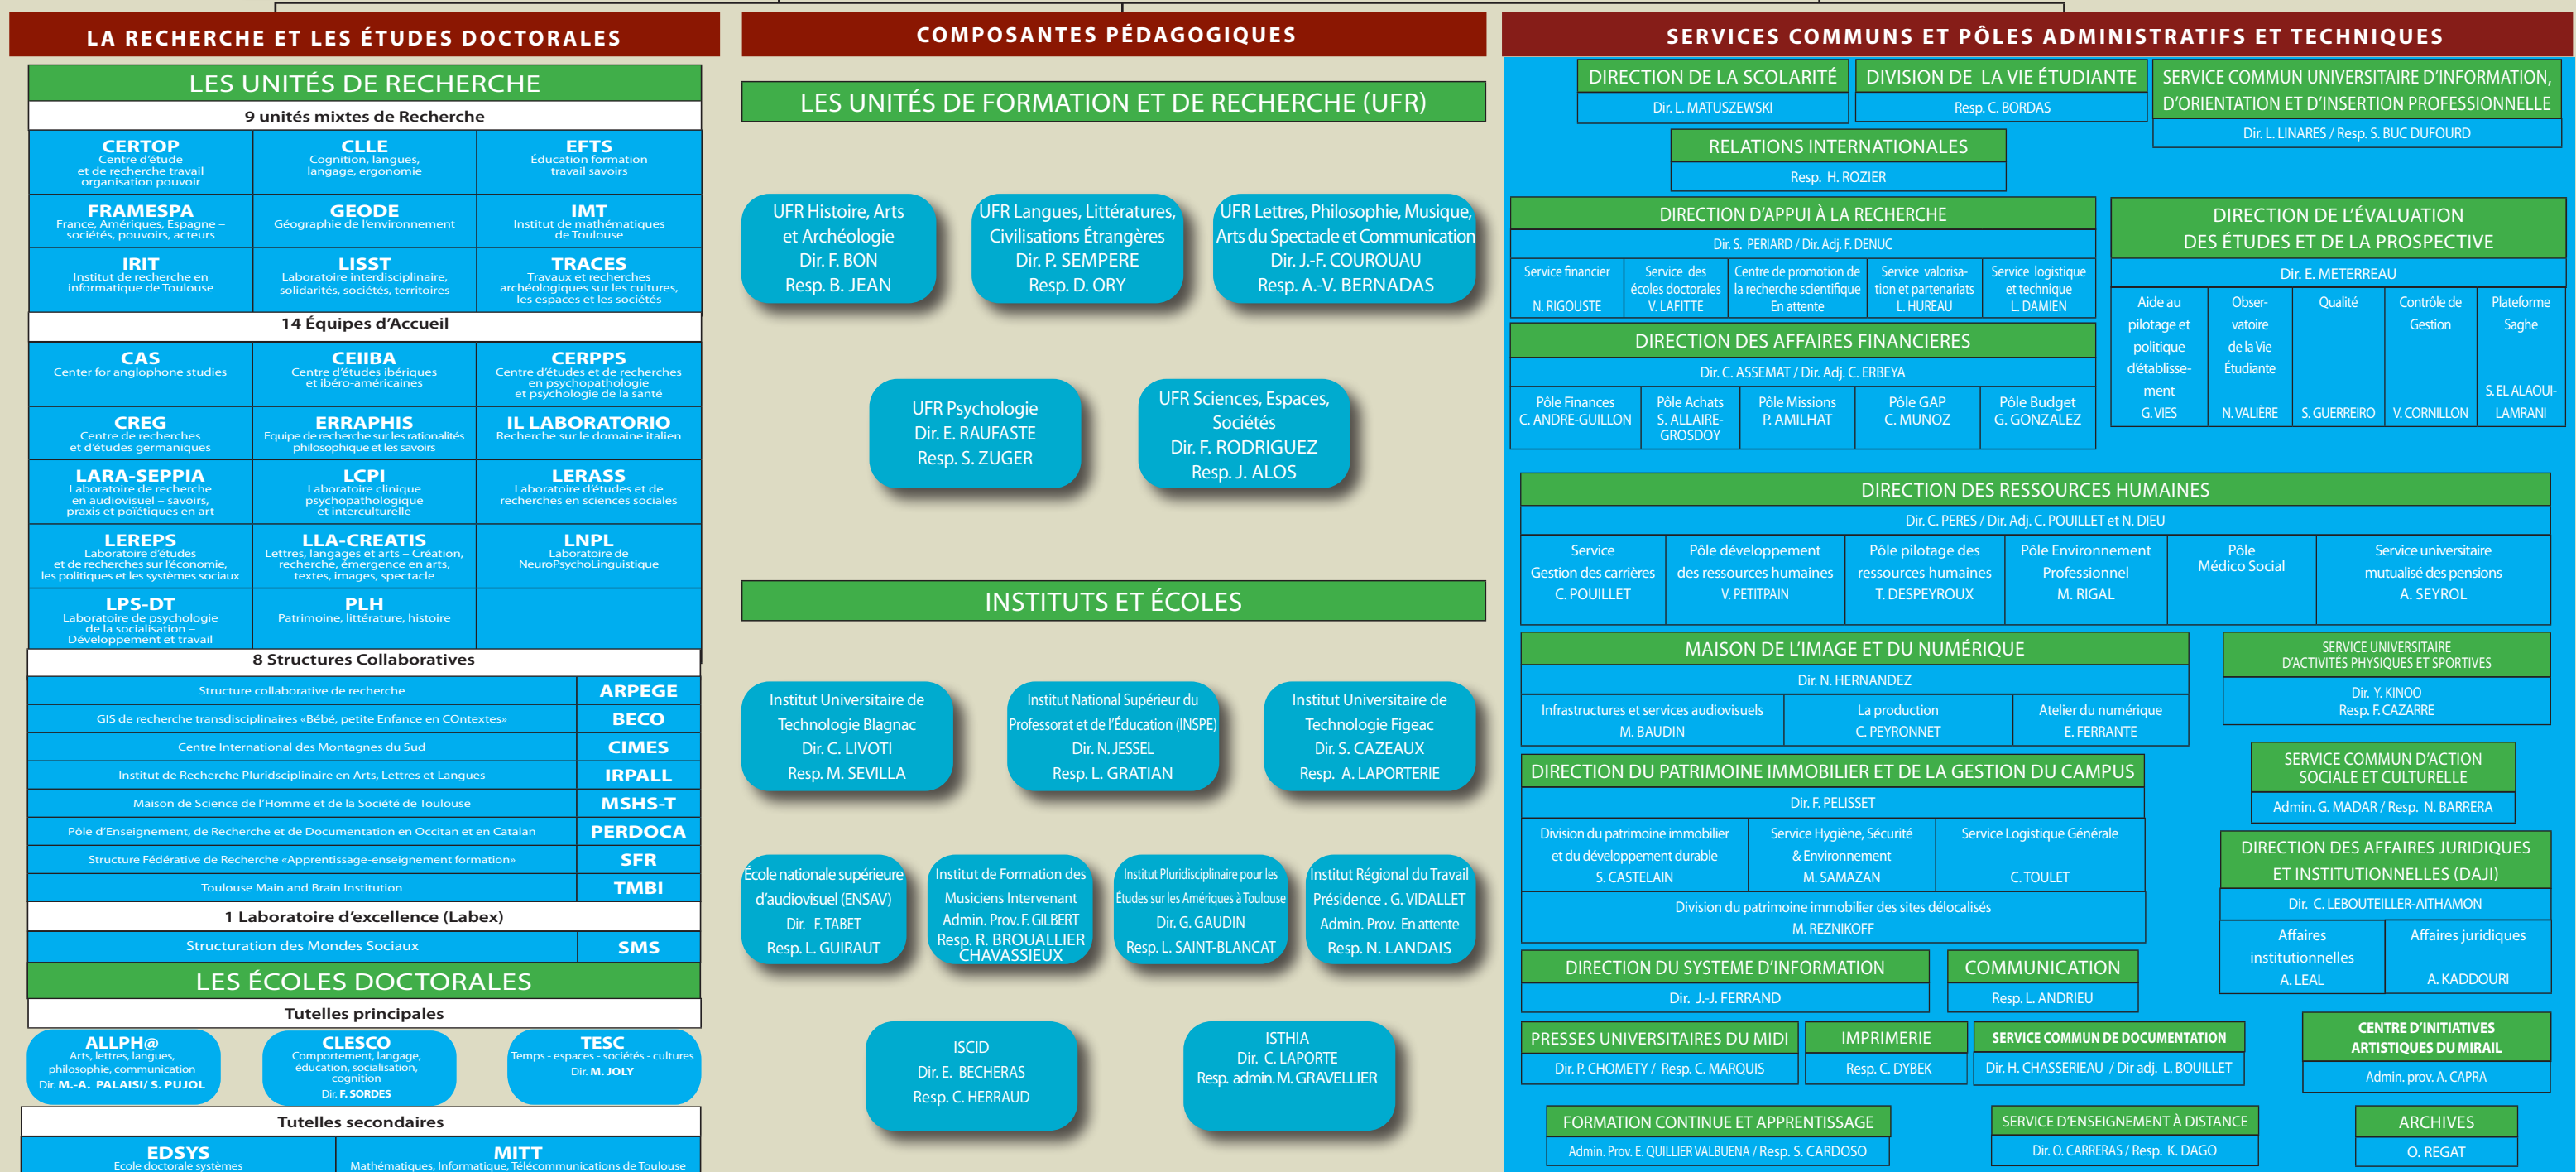 LA RECHERCHE ET LES ÉTUDES DOCTORALES
LES UNITÉS DE RECHERCHE
9 unités mixtes de Recherche
CERTOP
Centre d'étude
et de recherche travail
organisation pouvoir
CLLE
Cognition, langues,
langage, ergonomie
EFTS
Éducation formation
travail savoirs
FRAMESPA
France, Amériques, Espagne –
sociétés, pouvoirs, acteurs
GEODE
Géographie de l'environnement
IMT
Institut de mathématiques
de Toulouse
IRIT
Institut de recherche en
informatique de Toulouse
LISST
Laboratoire interdisciplinaire,
solidarités, sociétés, territoires
TRACES
Travaux et recherches
archéologiques sur les cultures,
les espaces et les sociétés
14 Équipes d'Accueil
CAS
Center for anglophone studies
CEIIBA
Centre d'études ibériques
et ibéro-américaines
CERPPS
Centre d'études et de recherches
en psychopathologie
et psychologie de la santé
CREG
Centre de recherches
et d'études germaniques
ERRAPHIS
Equipe de recherche sur les rationalités
philosophique et les savoirs
IL LABORATORIO
Recherche sur le domaine italien
LARA-SEPPIA
Laboratoire de recherche
en audiovisuel – savoirs,
praxis et poïétiques en art
LCPI
Laboratoire clinique
psychopathologique
et interculturelle
LERASS
Laboratoire d'études et de
recherches en sciences sociales
LEREPS
Laboratoire d'études
et de recherches sur l'économie,
les politiques et les systèmes sociaux
LLA-CREATIS
Lettres, langages et arts – Création,
recherche, émergence en arts,
textes, images, spectacle
LNPL
Laboratoire de
NeuroPsychoLinguistique
LPS-DT
Laboratoire de psychologie
de la socialisation –
Développement et travail
PLH
Patrimoine, littérature, histoire
8 Structures Collaboratives
Structure collaborative de recherche ARPEGE
GIS de recherche transdisciplinaires «Bébé, petite Enfance en COntextes» BECO
Centre International des Montagnes du Sud CIMES
Institut de Recherche Pluridsciplinaire en Arts, Lettres et Langues IRPALL
Maison de Science de l'Homme et de la Société de Toulouse MSHS-T
Pôle d'Enseignement, de Recherche et de Documentation en Occitan et en Catalan PERDOCA
Structure Fédérative de Recherche «Apprentissage-enseignement formation» SFR
Toulouse Main and Brain Institution TMBI
1 Laboratoire d'excellence (Labex)
Structuration des Mondes Sociaux SMS
LES ÉCOLES DOCTORALES
Tutelles principales
ALLPH@
Arts, lettres, langues,
philosophie, communication
Dir. M.-A. PALAISI/ S. PUJOL
CLESCO
Comportement, langage,
éducation, socialisation,
cognition
Dir. F. SORDES
TESC
Temps - espaces - sociétés - cultures
Dir. M. JOLY
Tutelles secondaires
EDSYS
Ecole doctorale systèmes
MITT
Mathématiques, Informatique, Télécommunications de Toulouse
COMPOSANTES PÉDAGOGIQUES
LES UNITÉS DE FORMATION ET DE RECHERCHE (UFR)
UFR Histoire, Arts
et Archéologie
Dir. F. BON
Resp. B. JEAN
UFR Langues, Littératures,
Civilisations Étrangères
Dir. P. SEMPERE
Resp. D. ORY
UFR Lettres, Philosophie, Musique,
Arts du Spectacle et Communication
Dir. J.-F. COUROUAU
Resp. A.-V. BERNADAS
UFR Psychologie
Dir. E. RAUFASTE
Resp. S. ZUGER
UFR Sciences, Espaces,
Sociétés
Dir. F. RODRIGUEZ
Resp. J. ALOS
INSTITUTS ET ÉCOLES
Institut Universitaire de
Technologie Blagnac
Dir. C. LIVOTI
Resp. M. SEVILLA
Institut National Supérieur du
Professorat et de l'Éducation (INSPE)
Dir. N. JESSEL
Resp. L. GRATIAN
Institut Universitaire de
Technologie Figeac
Dir. S. CAZEAUX
Resp. A. LAPORTERIE
École nationale supérieure
d'audiovisuel (ENSAV)
Dir. F. TABET
Resp. L. GUIRAUT
Institut de Formation des
Musiciens Intervenant
Admin. Prov. F. GILBERT
Resp. R. BROUALLIER
CHAVASSIEUX
Institut Pluridisciplinaire pour les
Études sur les Amériques à Toulouse
Dir. G. GAUDIN
Resp. L. SAINT-BLANCAT
Institut Régional du Travail
Présidence . G. VIDALLET
Admin. Prov. En attente
Resp. N. LANDAIS
ISCID
Dir. E. BECHERAS
Resp. C. HERRAUD
ISTHIA
Dir. C. LAPORTE
Resp. admin. M. GRAVELLIER
SERVICES COMMUNS ET PÔLES ADMINISTRATIFS ET TECHNIQUES
DIRECTION DE LA SCOLARITÉ
Dir. L. MATUSZEWSKI
DIVISION DE LA VIE ÉTUDIANTE
Resp. C. BORDAS
SERVICE COMMUN UNIVERSITAIRE D'INFORMATION,
D'ORIENTATION ET D'INSERTION PROFESSIONNELLE
Dir. L. LINARES / Resp. S. BUC DUFOURD
RELATIONS INTERNATIONALES
Resp. H. ROZIER
DIRECTION D'APPUI À LA RECHERCHE
Dir. S. PERIARD / Dir. Adj. F. DENUC
Service financier
N. RIGOUSTE
Service des
écoles doctorales
V. LAFITTE
Centre de promotion de
la recherche scientifique
En attente
Service valorisa-
tion et partenariats
L. HUREAU
Service logistique
et technique
L. DAMIEN
DIRECTION DE L'ÉVALUATION
DES ÉTUDES ET DE LA PROSPECTIVE
Dir. E. METERREAU
Aide au
pilotage et
politique
d'établisse-
ment
G. VIES
Obser-
vatoire
de la Vie
Étudiante
N. VALIÈRE
Qualité
S. GUERREIRO
Contrôle de
Gestion
V. CORNILLON
Plateforme
Saghe
S. EL ALAOUI-
LAMRANI
DIRECTION DES AFFAIRES FINANCIERES
Dir. C. ASSEMAT / Dir. Adj. C. ERBEYA
Pôle Finances
C. ANDRE-GUILLON
Pôle Achats
S. ALLAIRE-
GROSDOY
Pôle Missions
P. AMILHAT
Pôle GAP
C. MUNOZ
Pôle Budget
G. GONZALEZ
DIRECTION DES RESSOURCES HUMAINES
Dir. C. PERES / Dir. Adj. C. POUILLET et N. DIEU
Service
Gestion des carrières
C. POUILLET
Pôle développement
des ressources humaines
V. PETITPAIN
Pôle pilotage des
ressources humaines
T. DESPEYROUX
Pôle Environnement
Professionnel
M. RIGAL
Pôle
Médico Social
Service universitaire
mutualisé des pensions
A. SEYROL
MAISON DE L'IMAGE ET DU NUMÉRIQUE
Dir. N. HERNANDEZ
Infrastructures et services audiovisuels
M. BAUDIN
La production
C. PEYRONNET
Atelier du numérique
E. FERRANTE
SERVICE UNIVERSITAIRE
D'ACTIVITÉS PHYSIQUES ET SPORTIVES
Dir. Y. KINOO
Resp. F. CAZARRE
DIRECTION DU PATRIMOINE IMMOBILIER ET DE LA GESTION DU CAMPUS
Dir. F. PELISSET
Division du patrimoine immobilier
et du développement durable
S. CASTELAIN
Service Hygiène, Sécurité
& Environnement
M. SAMAZAN
Service Logistique Générale
C. TOULET
Division du patrimoine immobilier des sites délocalisés
M. REZNIKOFF
SERVICE COMMUN D'ACTION
SOCIALE ET CULTURELLE
Admin. G. MADAR / Resp. N. BARRERA
DIRECTION DES AFFAIRES JURIDIQUES
ET INSTITUTIONNELLES (DAJI)
Dir. C. LEBOUTEILLER-AITHAMON
Affaires
institutionnelles
A. LEAL
Affaires juridiques
A. KADDOURI
DIRECTION DU SYSTEME D'INFORMATION
Dir. J.-J. FERRAND
COMMUNICATION
Resp. L. ANDRIEU
PRESSES UNIVERSITAIRES DU MIDI
Dir. P. CHOMETY / Resp. C. MARQUIS
IMPRIMERIE
Resp. C. DYBEK
SERVICE COMMUN DE DOCUMENTATION
Dir. H. CHASSERIEAU / Dir adj. L. BOUILLET
CENTRE D'INITIATIVES
ARTISTIQUES DU MIRAIL
Admin. prov. A. CAPRA
FORMATION CONTINUE ET APPRENTISSAGE
Admin. Prov. E. QUILLIER VALBUENA / Resp. S. CARDOSO
SERVICE D'ENSEIGNEMENT À DISTANCE
Dir. O. CARRERAS / Resp. K. DAGO
ARCHIVES
O. REGAT